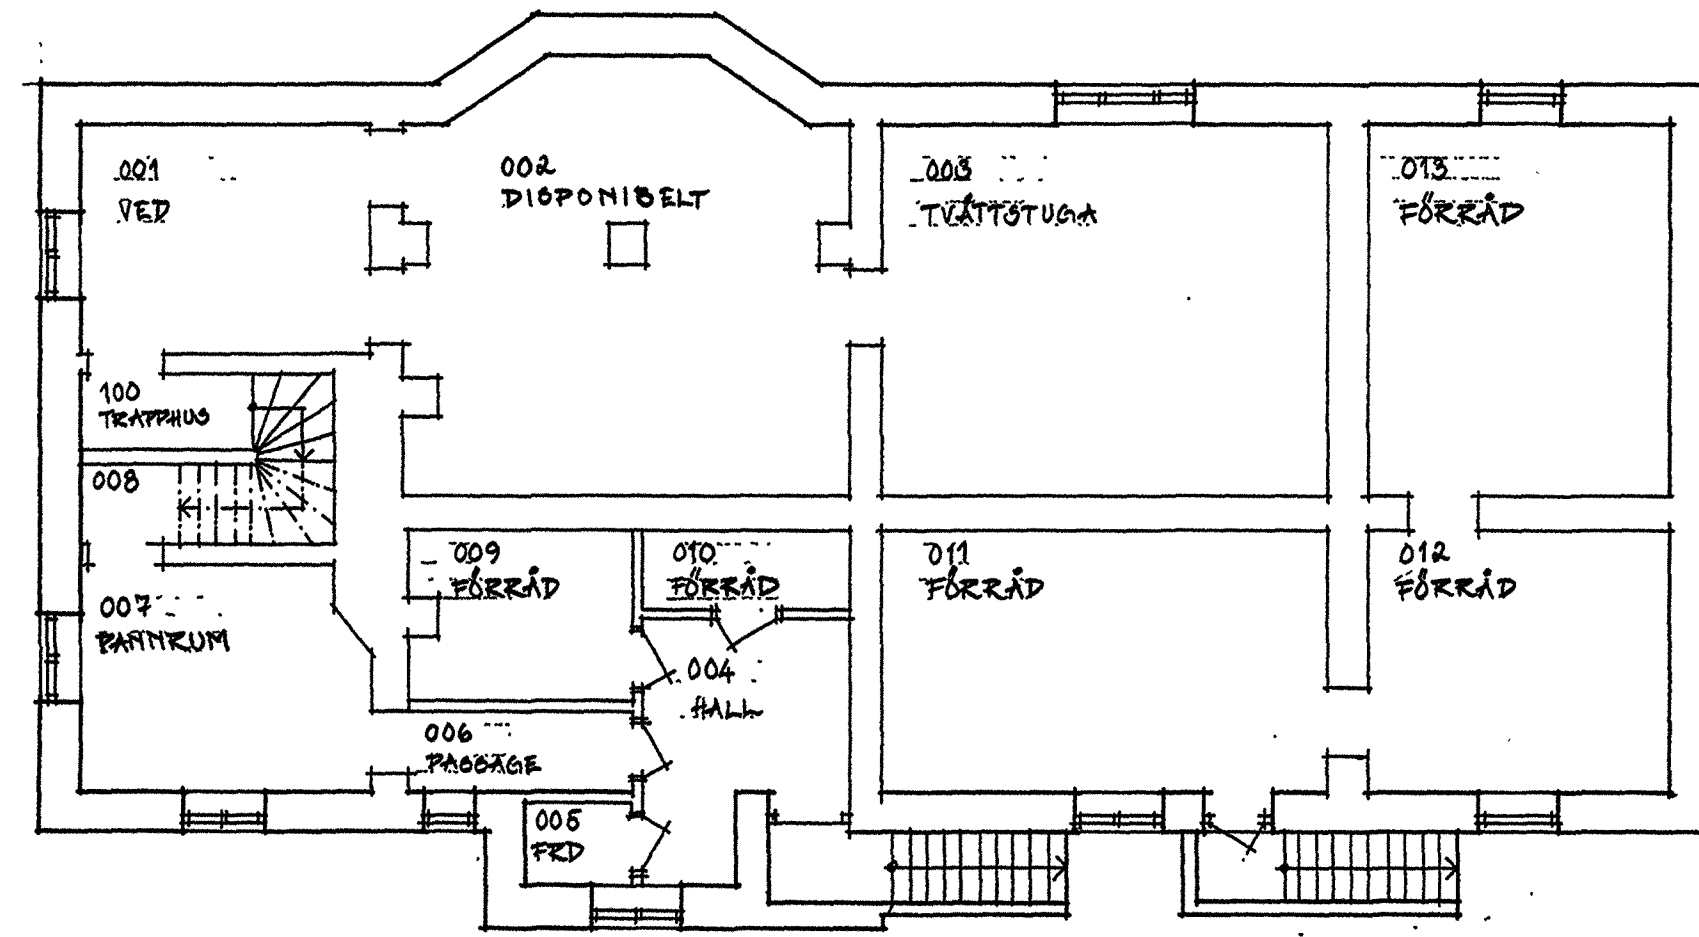 001
VED
002
DISPONIBELT
003
TVÄTTSTUGA
013
FÖRRÅD
100
TRAPPHUS
008
009
FÖRRÅD
010
FÖRRÅD
011
FÖRRÅD
012
FÖRRÅD
007
PANNRUM
004
HALL
006
PASSAGE
005
FRD